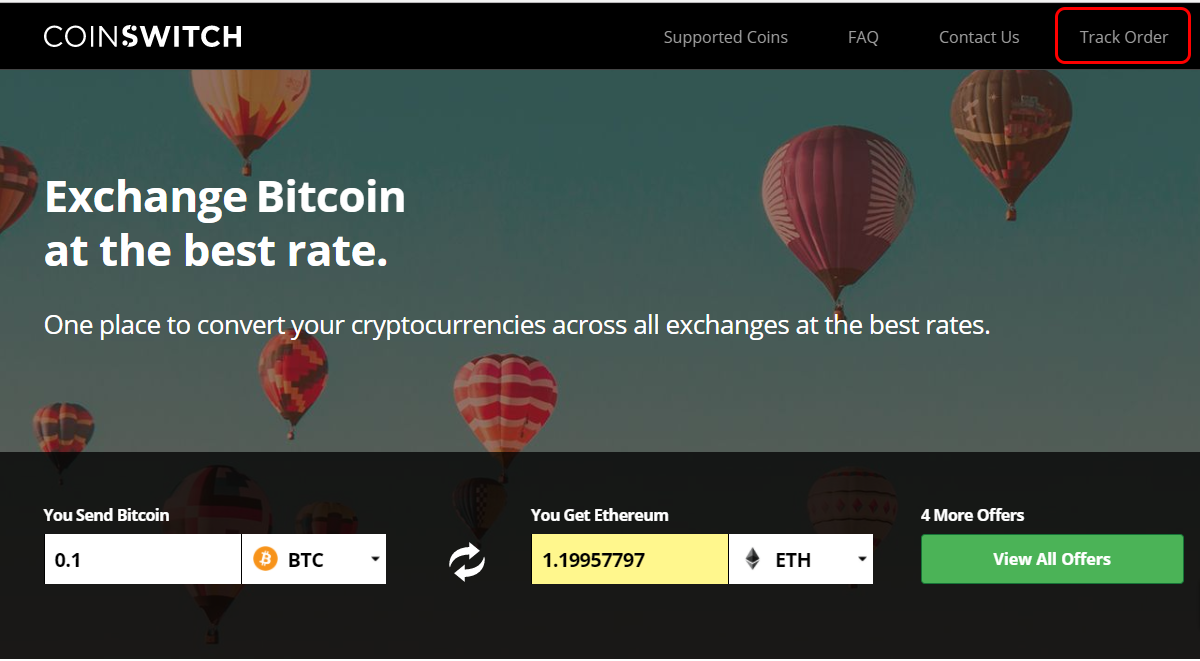 COINSWITCH
Supported Coins
FAQ
Contact Us
Track Order
Exchange Bitcoin
at the best rate.
One place to convert your cryptocurrencies across all exchanges at the best rates.
You Send Bitcoin
0.1
BTC
You Get Ethereum
1.19957797
ETH
4 More Offers
View All Offers